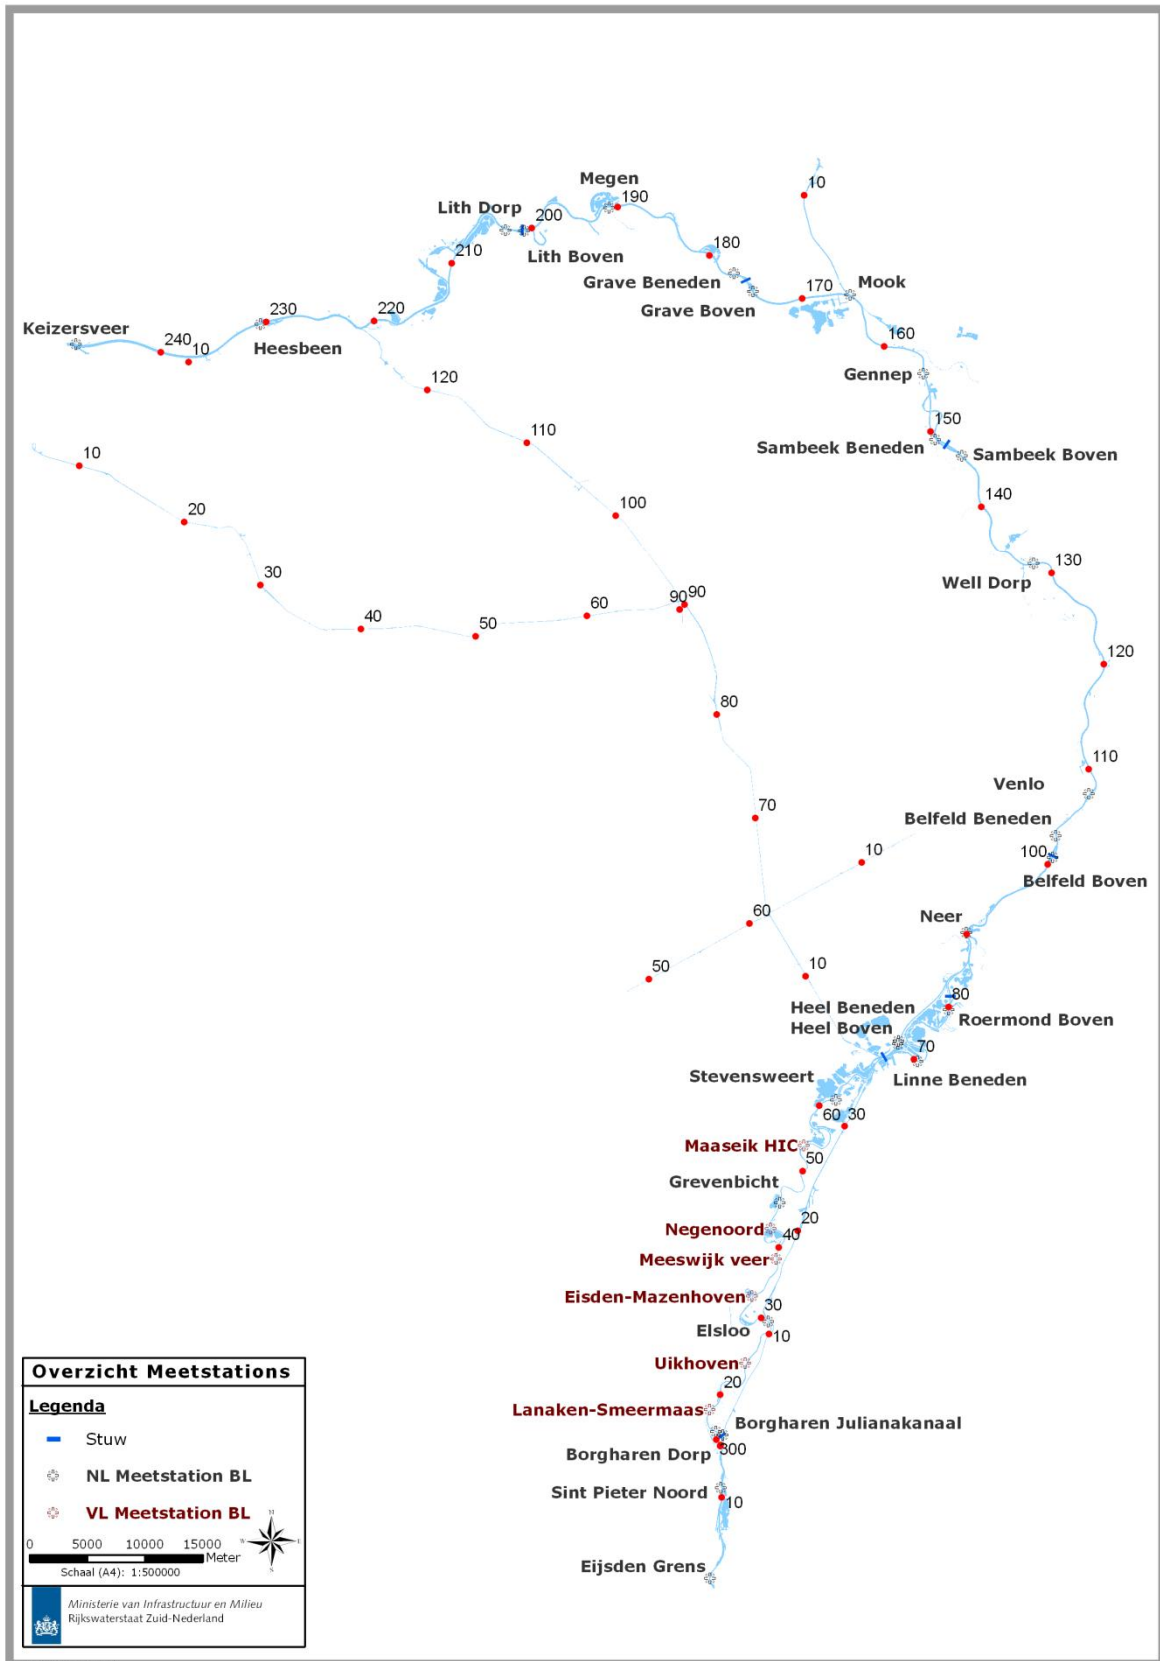 Megen
190
10
Lith Dorp
200
Lith Boven
210
180
Grave Beneden
Grave Boven
170
Mook
230
220
Keizersveer
240
10
Heesbeen
160
Gennep
120
150
110
Sambeek Beneden
Sambeek Boven
10
140
20
100
130
30
Well Dorp
90
90
60
40
50
120
80
110
Venlo
70
Belfeld Beneden
10
100
Belfeld Boven
60
Neer
50
10
Heel Beneden
80
Heel Boven
Roermond Boven
70
Stevensweert
Linne Beneden
60
30
Maaseik HIC
50
Grevenbicht
20
Negenoord
40
Meeswijk veer
Eisden-Mazenhoven
30
Elsloo
10
Uikhoven
20
Lanaken-Smeermaas
Borgharen Julianakanaal
300
Borgharen Dorp
Sint Pieter Noord
10
Eijsden Grens
Overzicht Meetstations
Legenda
Stuw
NL Meetstation BL
VL Meetstation BL
N
W
E
S
0 5000 10000 15000
Meter
Schaal (A4): 1:500000
Ministerie van Infrastructuur en Milieu
Rijkswaterstaat Zuid-Nederland